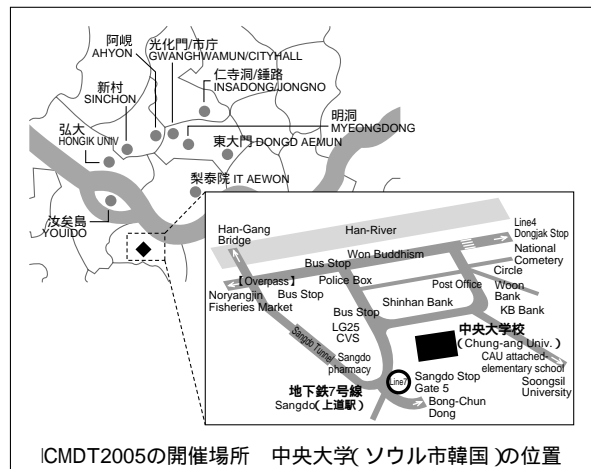 阿峴
AHYON
光化門/市庁
GWANGHWAMUN/CITYHALL
仁寺洞/鍾路
INSADONG/JONGNO
新村
SINCHON
明洞
MYEONGDONG
弘大
HONGIK UNIV
東大門 DONGD AEMUN
梨泰院 IT AEWON
汝矣島
YOUIDO
Han-Gang
Bridge
Han-River
Line4
Dongjak Stop
Won Buddhism
National
Cometery
Bus Stop
【Overpass】
Police Box
Circle
Noryangjin
Fisheries Market
Bus Stop
Post Office
Woon
Bank
Shinhan Bank
KB Bank
Bus Stop
LG25
CVS
中央大学校
（Chung-ang Univ.）
Sangdo Tunnel
Sangdo
pharmacy
CAU attached-
elementary school
Line7
Sangdo Stop
Gate 5
Soongsil
University
地下鉄7号線
Sangdo（上道駅）
Bong-Chun
Dong
ICMDT2005の開催場所　中央大学（ソウル市韓国）の位置